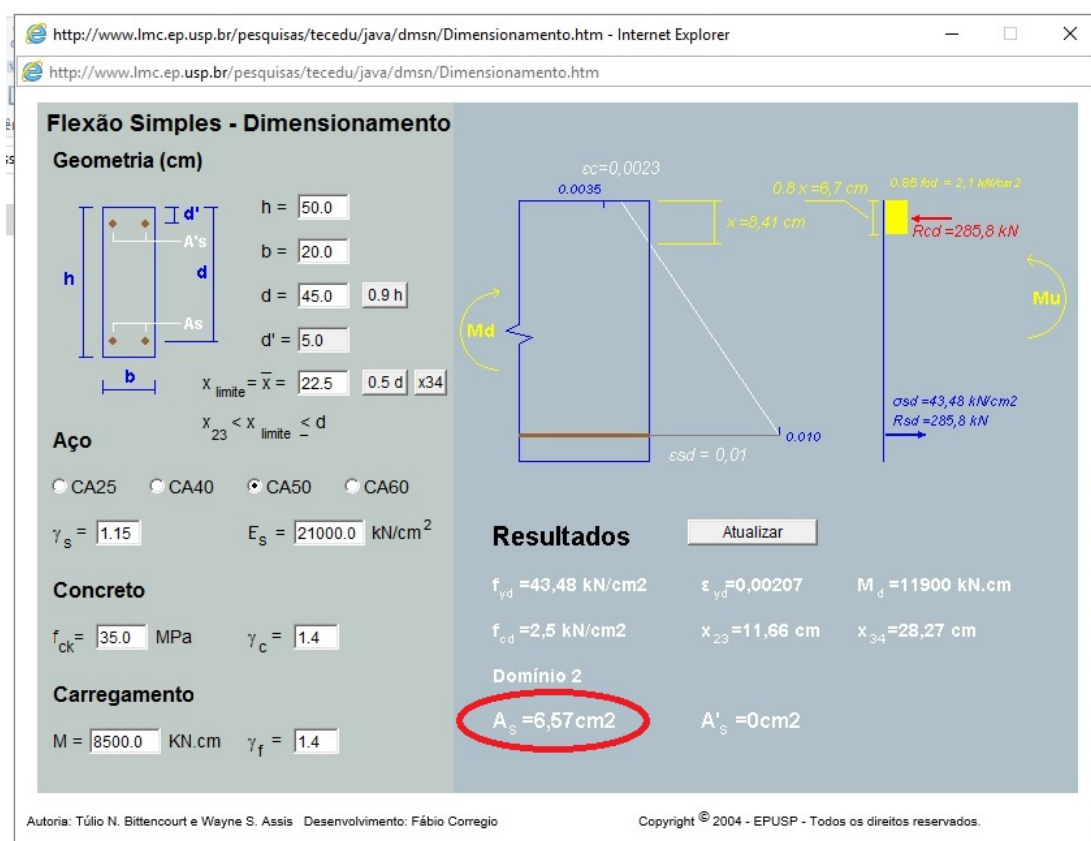 http://www.lmc.ep.usp.br/pesquisas/tecedu/java/dmsn/Dimensionamento.htm - Internet Explorer
http://www.lmc.ep.usp.br/pesquisas/tecedu/java/dmsn/Dimensionamento.htm
Flexão Simples - Dimensionamento
Geometria (cm)
d'
A's
h
d
As
b
h = 50.0
b = 20.0
d = 45.0 0.9 h
d' = 5.0
x limite = x̅ = 22.5 0.5 d x34
x23 < x limite ≤ d
Aço
CA25 CA40 CA50 CA60
γs = 1.15 Es = 21000.0 kN/cm2
Concreto
fck= 35.0 MPa γc = 1.4
Carregamento
M = 8500.0 KN.cm γf = 1.4
εc=0,0023
0.0035
0.8 x=6,7 cm
0.85 fcd = 2,1 kN/cm2
x=8,41 cm
Rcd=285,8 kN
Md
Mu
σsd=43,48 kN/cm2
Rsd=285,8 kN
0.010
εsd = 0,01
Resultados Atualizar
fyd =43,48 kN/cm2 εyd=0,00207 Md =11900 kN.cm
fcd =2,5 kN/cm2 x23 =11,66 cm x34 =28,27 cm
Domínio 2
As =6,57cm2 A's =0cm2
Autoria: Túlio N. Bittencourt e Wayne S. Assis Desenvolvimento: Fábio Corregio Copyright © 2004 - EPUSP - Todos os direitos reservados.